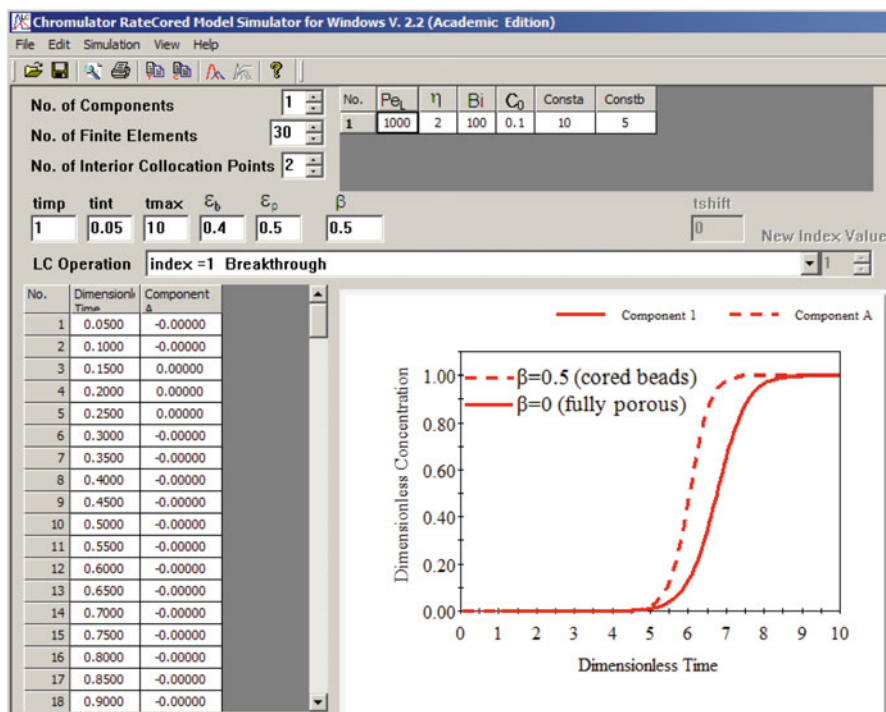 Chromulator RateCored Model Simulator for Windows V. 2.2 (Academic Edition)
File Edit Simulation View Help
No. of Components 1
No. of Finite Elements 30
No. of Interior Collocation Points 2
No. PeL η Bi C0 Consta Constb
1 1000 2 100 0.1 10 5
timp tint tmax εb εp β tshift
1 0.05 10 0.4 0.5 0.5 0
New Index Value
LC Operation index =1 Breakthrough 1
No. Dimensionl Time Component A
1 0.0500 -0.00000
2 0.1000 -0.00000
3 0.1500 0.00000
4 0.2000 0.00000
5 0.2500 0.00000
6 0.3000 -0.00000
7 0.3500 -0.00000
8 0.4000 -0.00000
9 0.4500 -0.00000
10 0.5000 -0.00000
11 0.5500 -0.00000
12 0.6000 -0.00000
13 0.6500 -0.00000
14 0.7000 -0.00000
15 0.7500 -0.00000
16 0.8000 -0.00000
17 0.8500 -0.00000
18 0.9000 -0.00000
Component 1 Component A
β=0.5 (cored beads)
β=0 (fully porous)
Dimensionless Concentration
1.00
0.80
0.60
0.40
0.20
0.00
0 1 2 3 4 5 6 7 8 9 10
Dimensionless Time